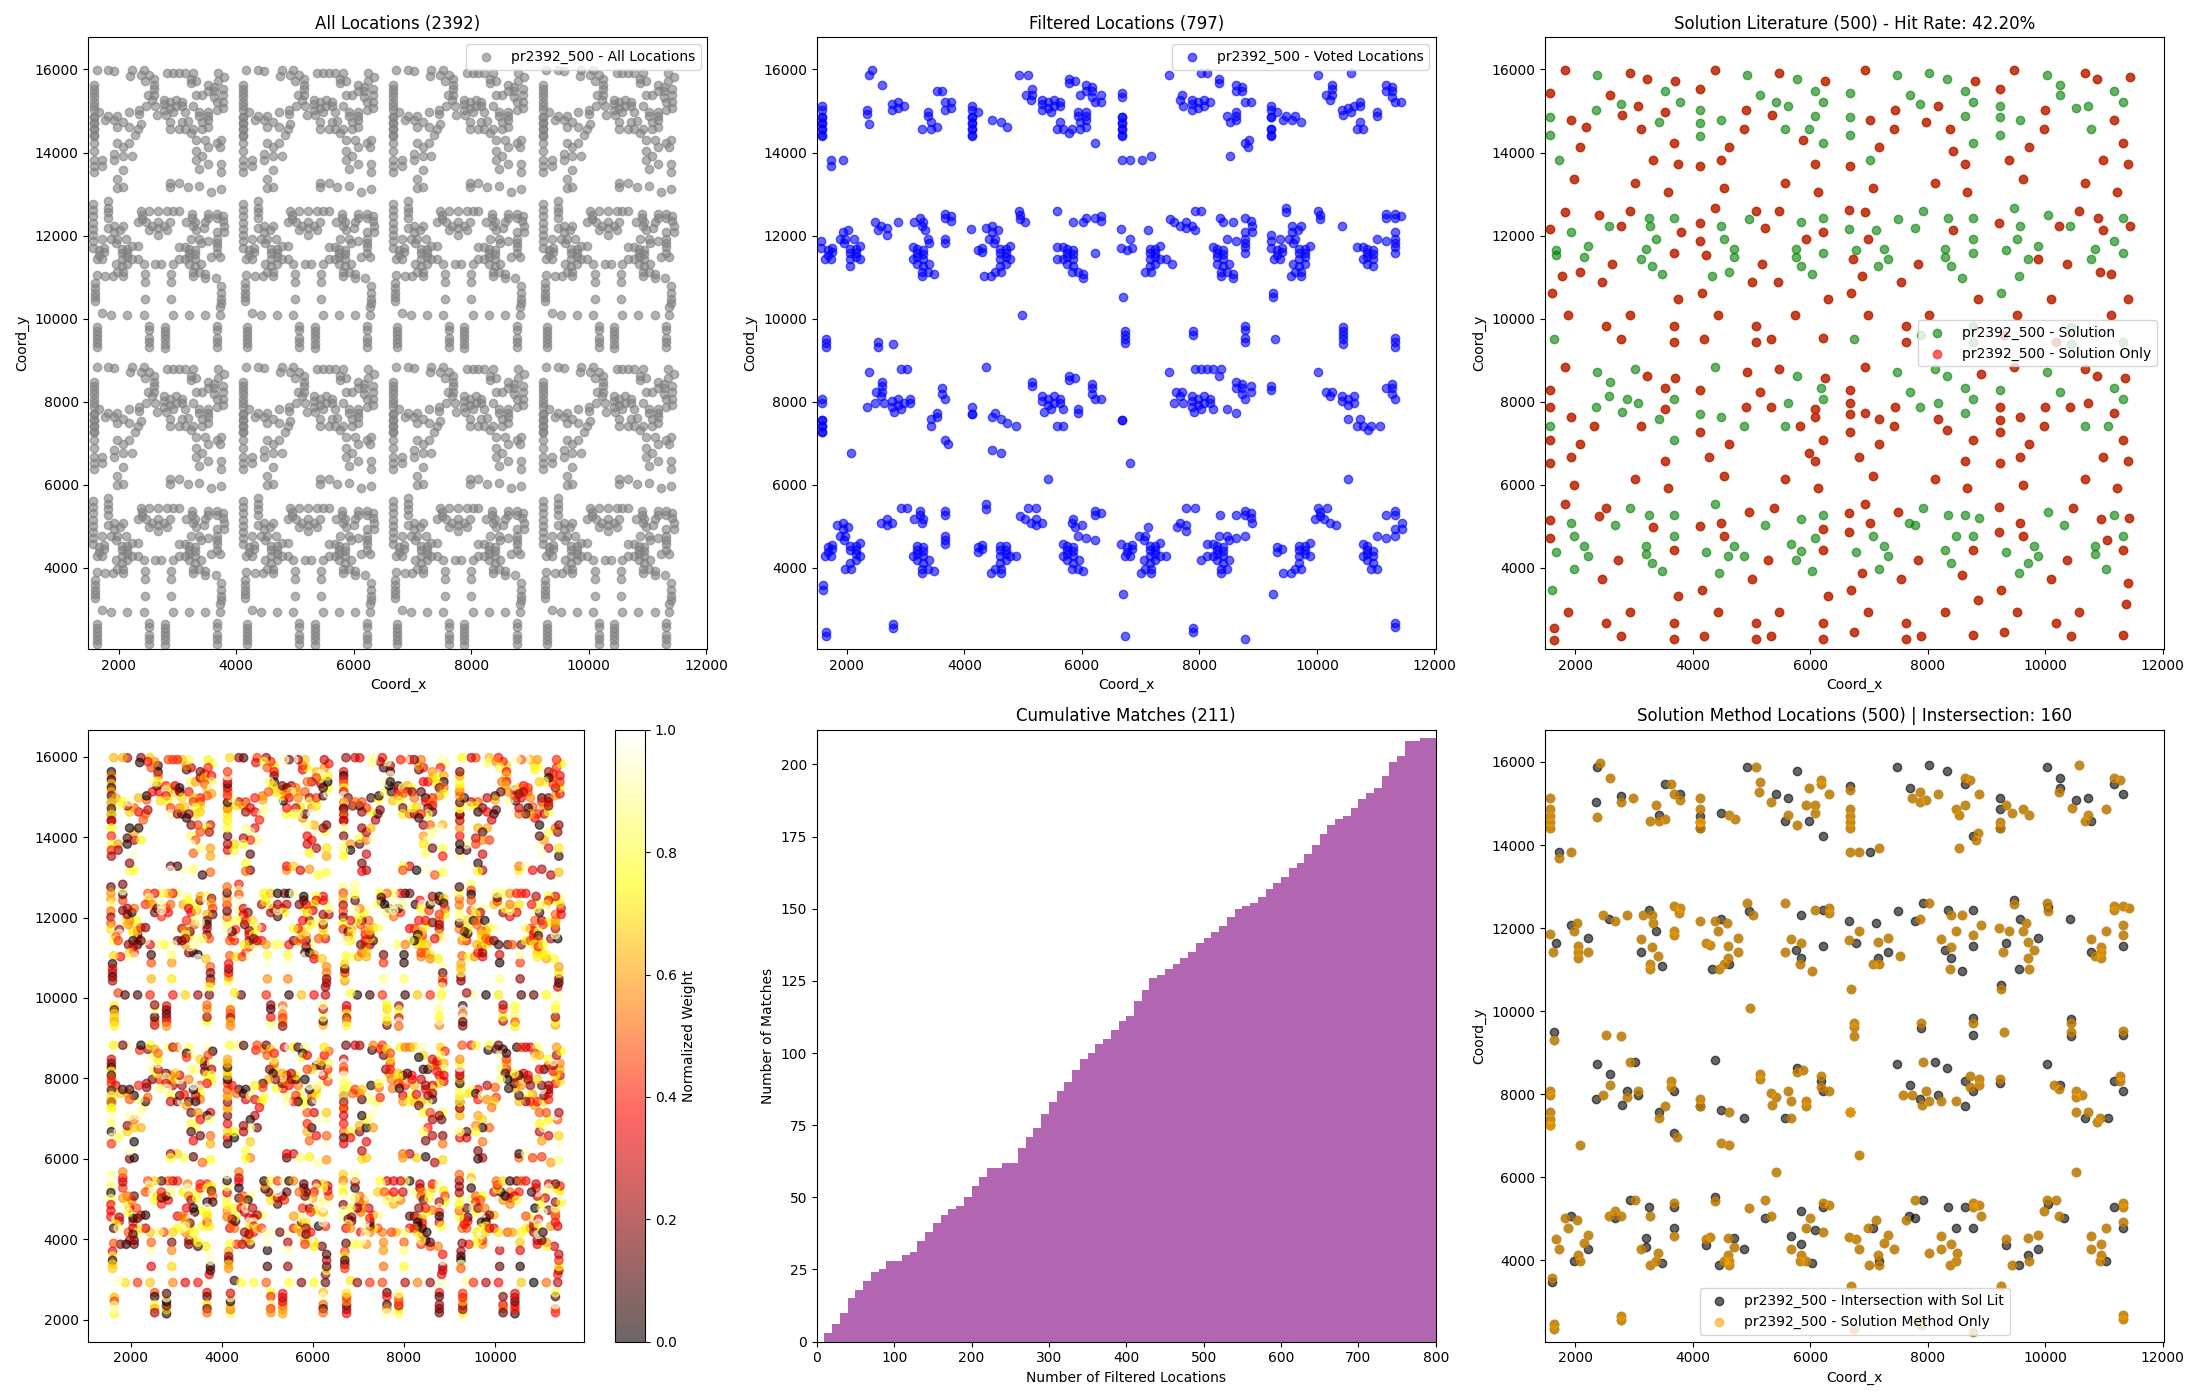 All Locations (2392)
pr2392_500 - All Locations
16000
14000
12000
10000
8000
6000
4000
Coord_y
2000 4000 6000 8000 10000 12000
Coord_x
Filtered Locations (797)
pr2392_500 - Voted Locations
16000
14000
12000
10000
8000
6000
4000
Coord_y
2000 4000 6000 8000 10000 12000
Coord_x
Solution Literature (500) - Hit Rate: 42.20%
16000
14000
12000
10000
8000
6000
4000
Coord_y
pr2392_500 - Solution
pr2392_500 - Solution Only
2000 4000 6000 8000 10000 12000
Coord_x
16000
14000
12000
10000
8000
6000
4000
2000
2000 4000 6000 8000 10000
1.0
0.8
0.6
0.4
0.2
0.0
Normalized Weight
Cumulative Matches (211)
200
175
150
125
100
75
50
25
0
Number of Matches
0 100 200 300 400 500 600 700 800
Number of Filtered Locations
Solution Method Locations (500) | Instersection: 160
16000
14000
12000
10000
8000
6000
4000
Coord_y
pr2392_500 - Intersection with Sol Lit
pr2392_500 - Solution Method Only
2000 4000 6000 8000 10000 12000
Coord_x